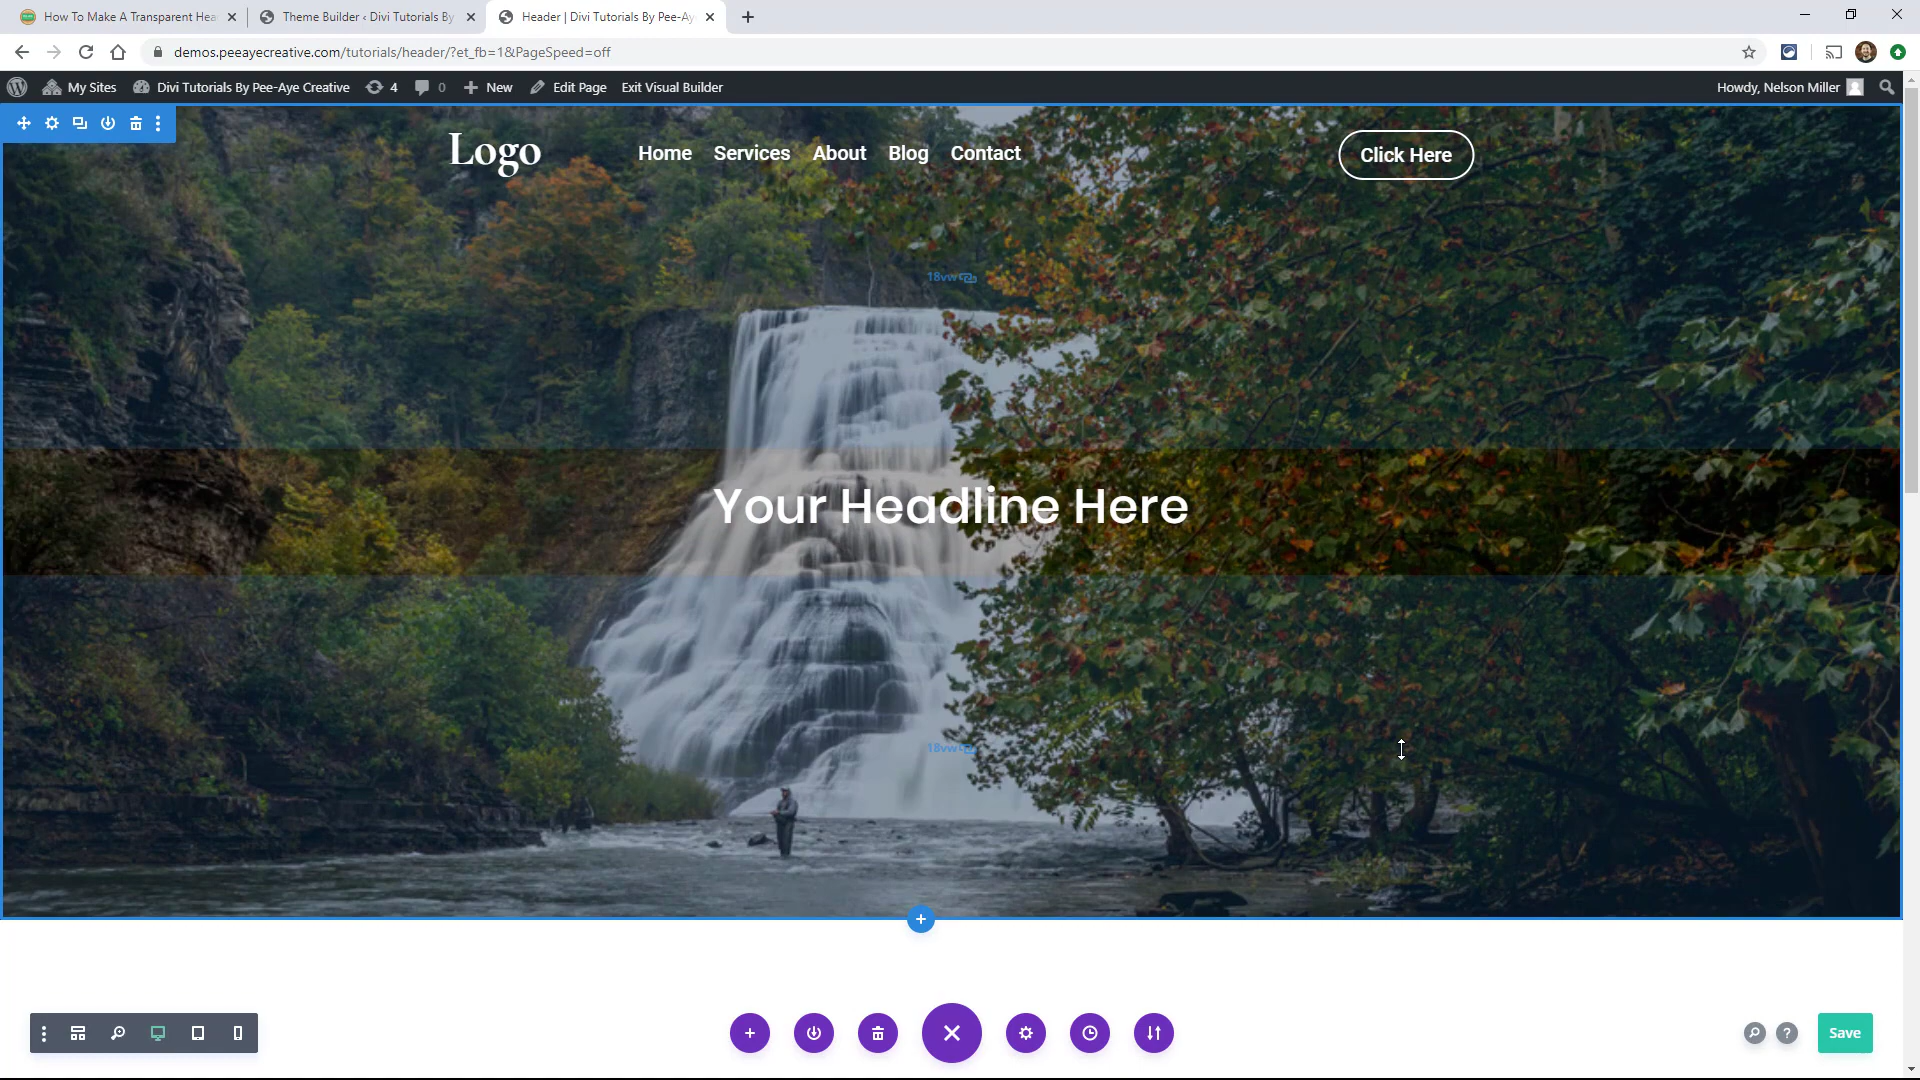 How To Make A Transparent Hea
Theme Builder ‹ Divi Tutorials By
Header | Divi Tutorials By Pee-Ay
demos.peeayecreative.com/tutorials/header/?et_fb=1&PageSpeed=off
My Sites Divi Tutorials By Pee-Aye Creative 4 0 New Edit Page Exit Visual Builder Howdy, Nelson Miller
Logo Home Services About Blog Contact Click Here
18vw
Your Headline Here
18vw
Save